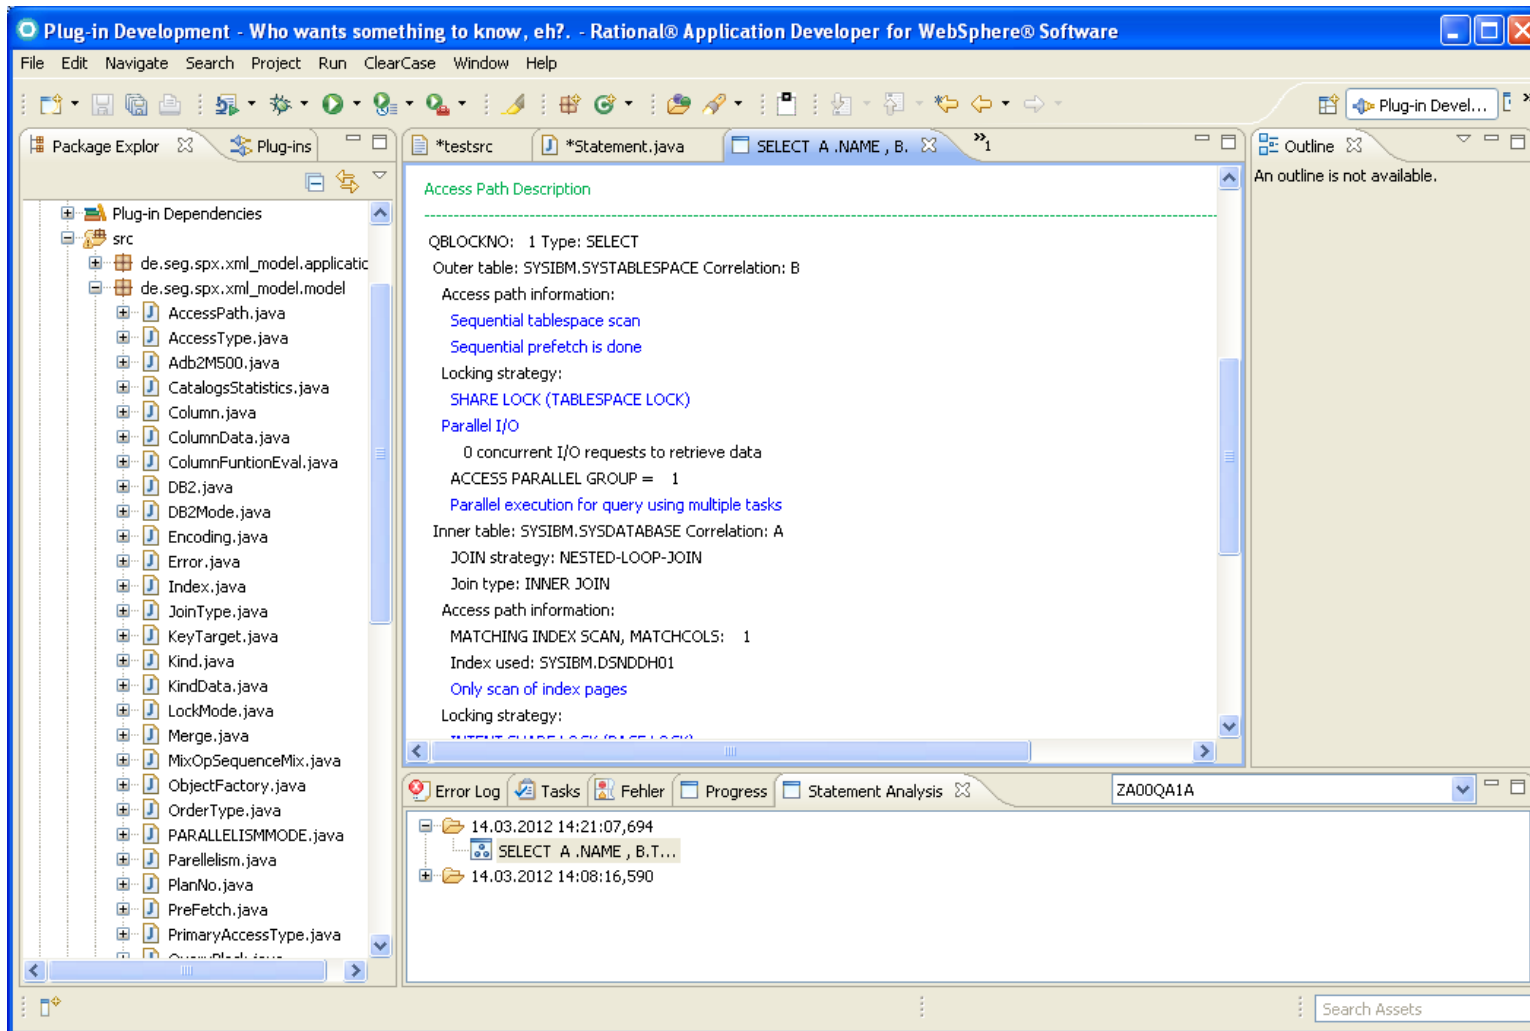 Plug-in Development - Who wants something to know, eh?. - Rational® Application Developer for WebSphere® Software
File Edit Navigate Search Project Run ClearCase Window Help
Plug-in Devel...
Package Explor
Plug-ins
*testsrc
*Statement.java
SELECT A .NAME , B.
»1
Outline
An outline is not available.
Plug-in Dependencies
src
de.seg.spx.xml_model.applicatic
de.seg.spx.xml_model.model
AccessPath.java
AccessType.java
Adb2M500.java
CatalogsStatistics.java
Column.java
ColumnData.java
ColumnFuntionEval.java
DB2.java
DB2Mode.java
Encoding.java
Error.java
Index.java
JoinType.java
KeyTarget.java
Kind.java
KindData.java
LockMode.java
Merge.java
MixOpSequenceMix.java
ObjectFactory.java
OrderType.java
PARALLELISMMODE.java
Parellelism.java
PlanNo.java
PreFetch.java
PrimaryAccessType.java
QueryBlock.java
Access Path Description
QBLOCKNO: 1 Type: SELECT
Outer table: SYSIBM.SYSTABLESPACE Correlation: B
Access path information:
Sequential tablespace scan
Sequential prefetch is done
Locking strategy:
SHARE LOCK (TABLESPACE LOCK)
Parallel I/O
0 concurrent I/O requests to retrieve data
ACCESS PARALLEL GROUP = 1
Parallel execution for query using multiple tasks
Inner table: SYSIBM.SYSDATABASE Correlation: A
JOIN strategy: NESTED-LOOP-JOIN
Join type: INNER JOIN
Access path information:
MATCHING INDEX SCAN, MATCHCOLS: 1
Index used: SYSIBM.DSNDDH01
Only scan of index pages
Locking strategy:
INTENT SHARE LOCK (PAGE LOCK)
Error Log
Tasks
Fehler
Progress
Statement Analysis
ZA00QA1A
14.03.2012 14:21:07,694
SELECT A .NAME , B.T...
14.03.2012 14:08:16,590
Search Assets